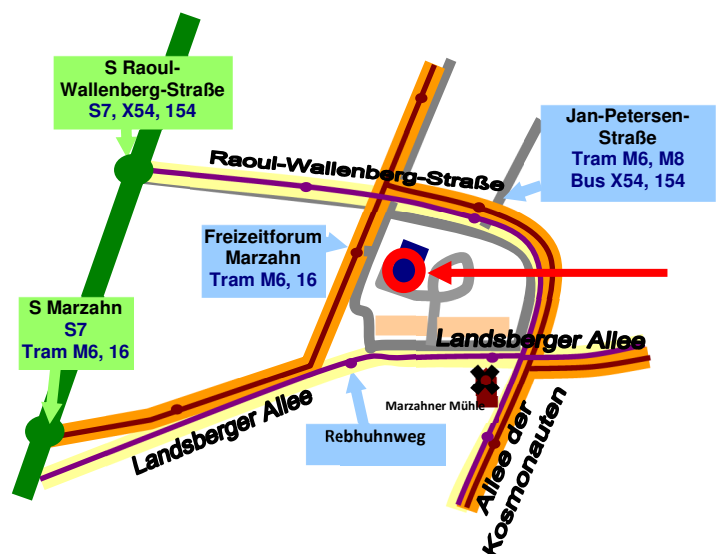 S Raoul-
Wallenberg-Straße
S7, X54, 154
Jan-Petersen-
Straße
Tram M6, M8
Bus X54, 154
Raoul-Wallenberg-Straße
Freizeitforum
Marzahn
Tram M6, 16
S Marzahn
S7
Tram M6, 16
Landsberger Allee
Landsberger Allee
Marzahner Mühle
Rebhuhnweg
Allee der
Kosmonauten